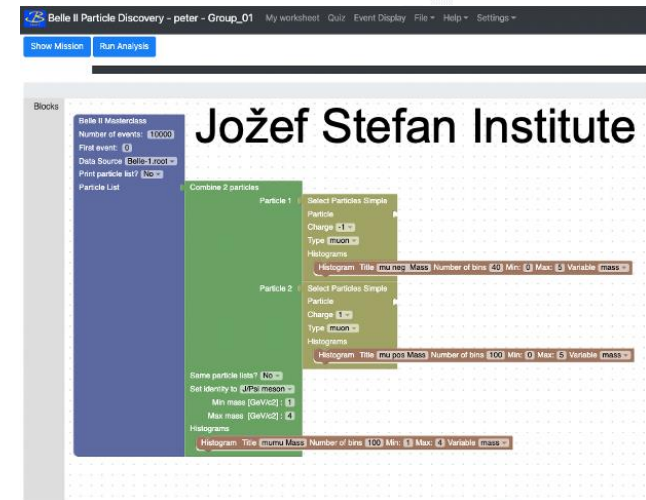 Belle II Particle Discovery - peter - Group_01 My worksheet Quiz Event Display File Help Settings
Show Mission Run Analysis
Blocks
Jožef Stefan Institute
Belle II Masterclass
Number of events: 10000
First event: 0
Data Source Belle-1.root
Print particle list? No
Particle List Combine 2 particles
Particle 1 Select Particles Simple
Particle
Charge -1
Type muon
Histograms
Histogram Title mu neg Mass Number of bins 40 Min: 0 Max: 5 Variable mass
Particle 2 Select Particles Simple
Particle
Charge 1
Type muon
Histograms
Histogram Title mu pos Mass Number of bins 100 Min: 0 Max: 5 Variable mass
Same particle lists? No
Set identity to J/Psi meson
Min mass [GeV/c2] : 1
Max mass [GeV/c2] : 4
Histograms
Histogram Title mumu Mass Number of bins 100 Min: 1 Max: 4 Variable mass